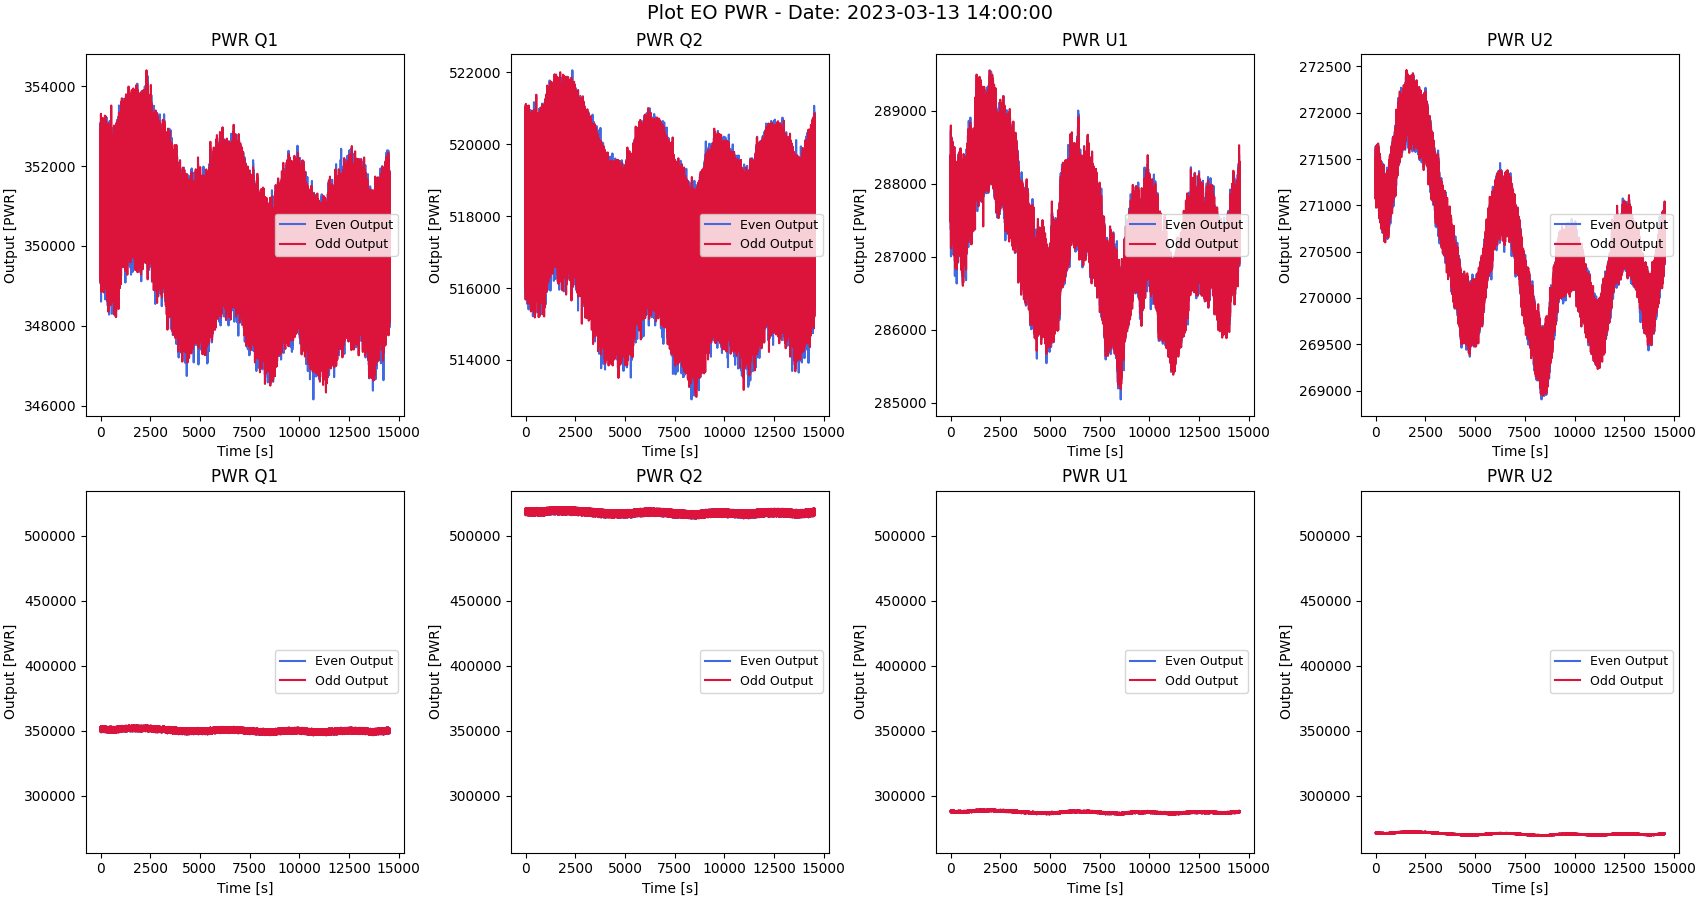 Plot EO PWR - Date: 2023-03-13 14:00:00
PWR Q1
354000
352000
350000
348000
346000
Output [PWR]
Even Output
Odd Output
0 2500 5000 7500 10000 12500 15000
Time [s]
PWR Q2
522000
520000
518000
516000
514000
Output [PWR]
Even Output
Odd Output
0 2500 5000 7500 10000 12500 15000
Time [s]
PWR U1
289000
288000
287000
286000
285000
Output [PWR]
Even Output
Odd Output
0 2500 5000 7500 10000 12500 15000
Time [s]
PWR U2
272500
272000
271500
271000
270500
270000
269500
269000
Output [PWR]
Even Output
Odd Output
0 2500 5000 7500 10000 12500 15000
Time [s]
PWR Q1
500000
450000
400000
350000
300000
Output [PWR]
Even Output
Odd Output
0 2500 5000 7500 10000 12500 15000
Time [s]
PWR Q2
500000
450000
400000
350000
300000
Output [PWR]
Even Output
Odd Output
0 2500 5000 7500 10000 12500 15000
Time [s]
PWR U1
500000
450000
400000
350000
300000
Output [PWR]
Even Output
Odd Output
0 2500 5000 7500 10000 12500 15000
Time [s]
PWR U2
500000
450000
400000
350000
300000
Output [PWR]
Even Output
Odd Output
0 2500 5000 7500 10000 12500 15000
Time [s]